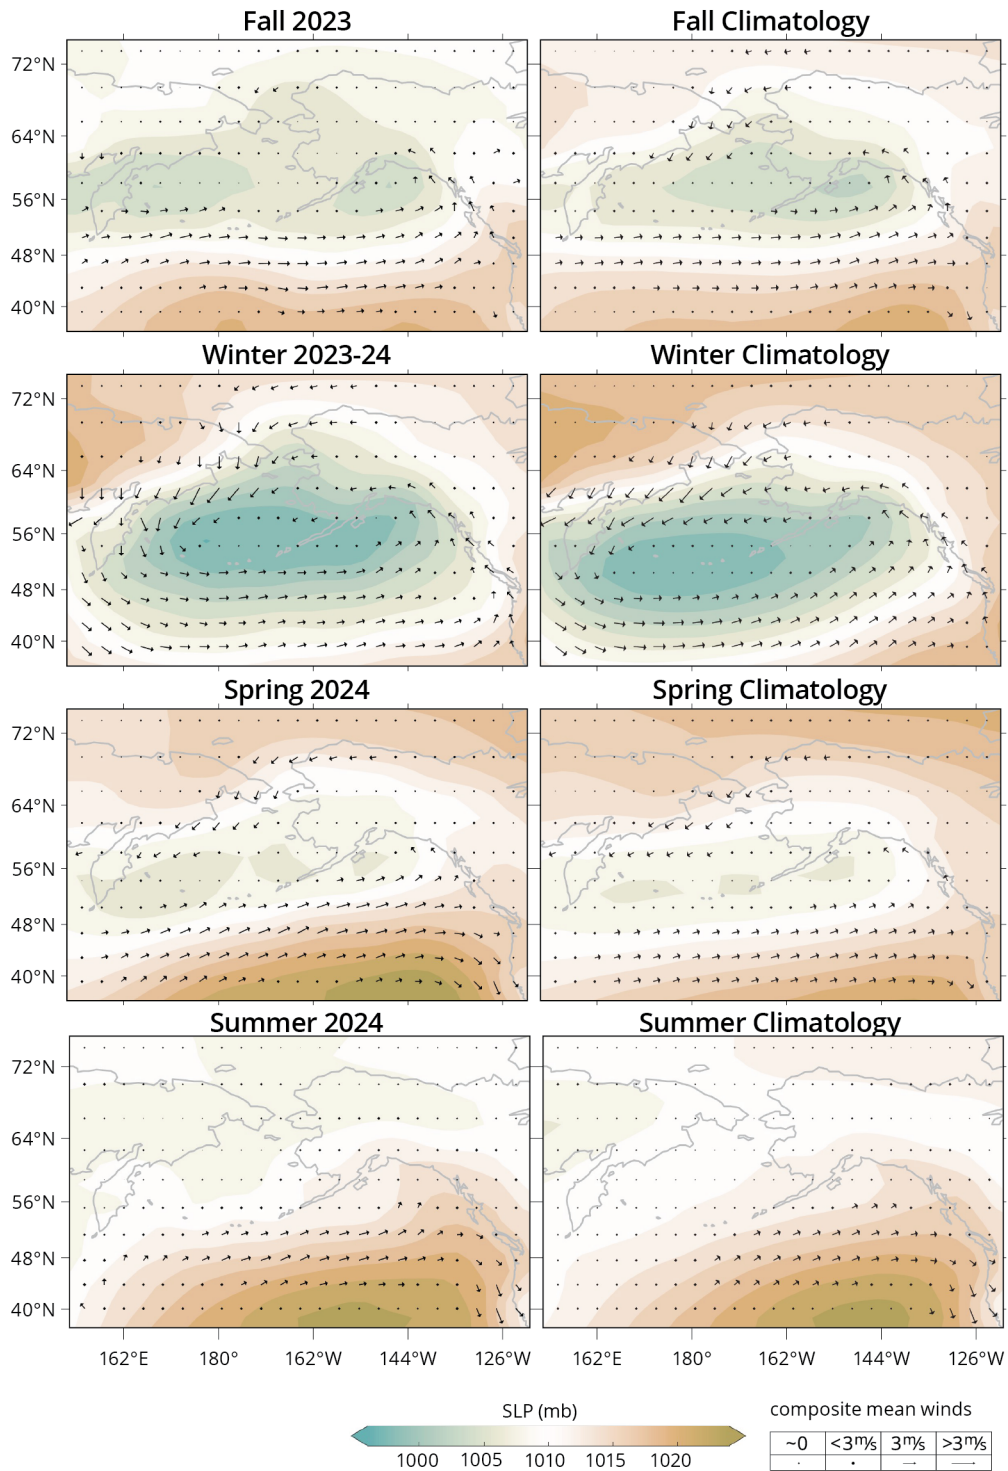 Fall 2023
Fall Climatology
72°N
64°N
56°N
48°N
40°N
Winter 2023-24
Winter Climatology
72°N
64°N
56°N
48°N
40°N
Spring 2024
Spring Climatology
72°N
64°N
56°N
48°N
40°N
Summer 2024
Summer Climatology
72°N
64°N
56°N
48°N
40°N
162°E 180° 162°W 144°W 126°W
162°E 180° 162°W 144°W 126°W
SLP (mb)
1000 1005 1010 1015 1020
composite mean winds
~0 <3m/s 3m/s >3m/s